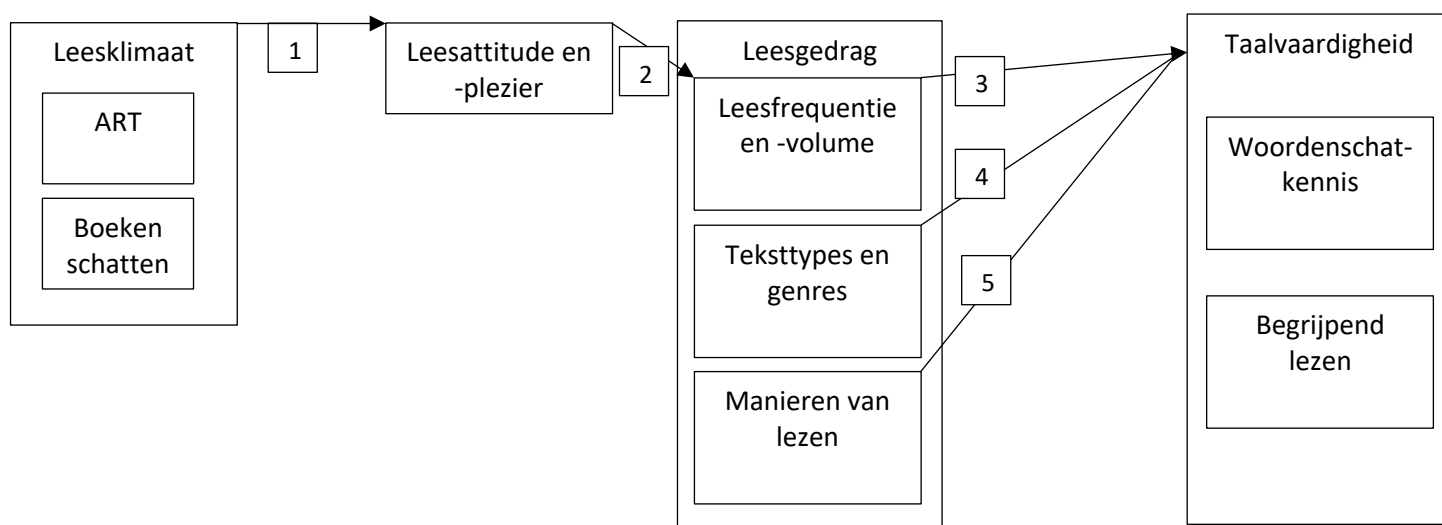 Leesklimaat
ART
Boeken
schatten
1
Leesattitude en
-plezier
2
Leesgedrag
Leesfrequentie
en -volume
Teksttypes en
genres
Manieren van
lezen
3
4
5
Taalvaardigheid
Woordenschat-
kennis
Begrijpend
lezen